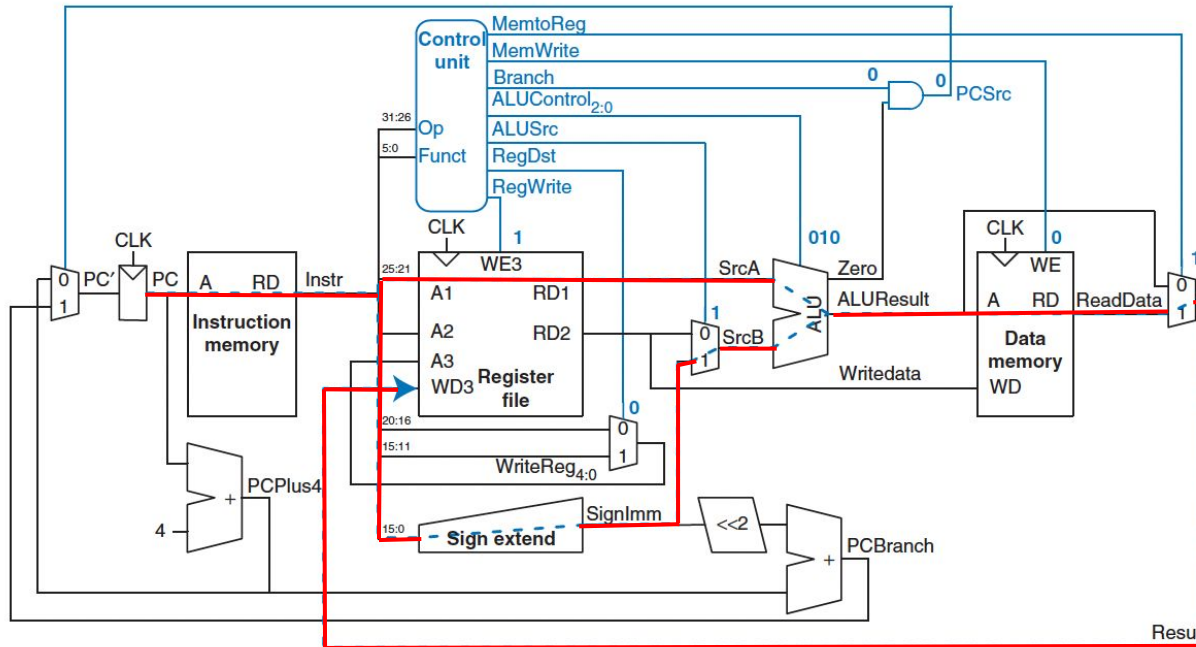 MemtoReg
Control
unit
MemWrite
Branch
0
0
PCSrc
ALUControl2:0
31:26
Op
ALUSrc
5:0
Funct
RegDst
RegWrite
CLK
CLK
1
010
CLK
0
0
PC′
PC
A
RD
Instr
25:21
WE3
SrcA
Zero
WE
1
1
A1
RD1
ALU
ALUResult
A
RD
ReadData
0
1
Instruction
memory
A2
RD2
1
0
SrcB
Data
memory
A3
1
Writedata
WD3
Register
file
WD
0
20:16
0
15:11
WriteReg4:0
1
PCPlus4
+
4
15:0
Sign extend
SignImm
<<2
PCBranch
+
Resu